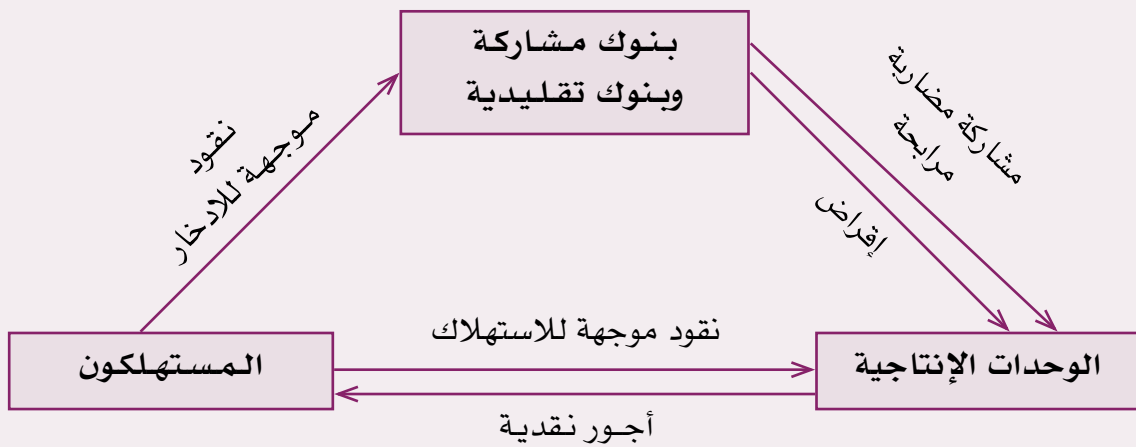 بنوك مشاركة
وبنوك تقليدية
مشاركة مضاربة
مرابحة
إقراض
نقود
موجهة للادخار
نقود موجهة للاستهلاك
الوحدات الإنتاجية
المستهلكون
أجور نقدية